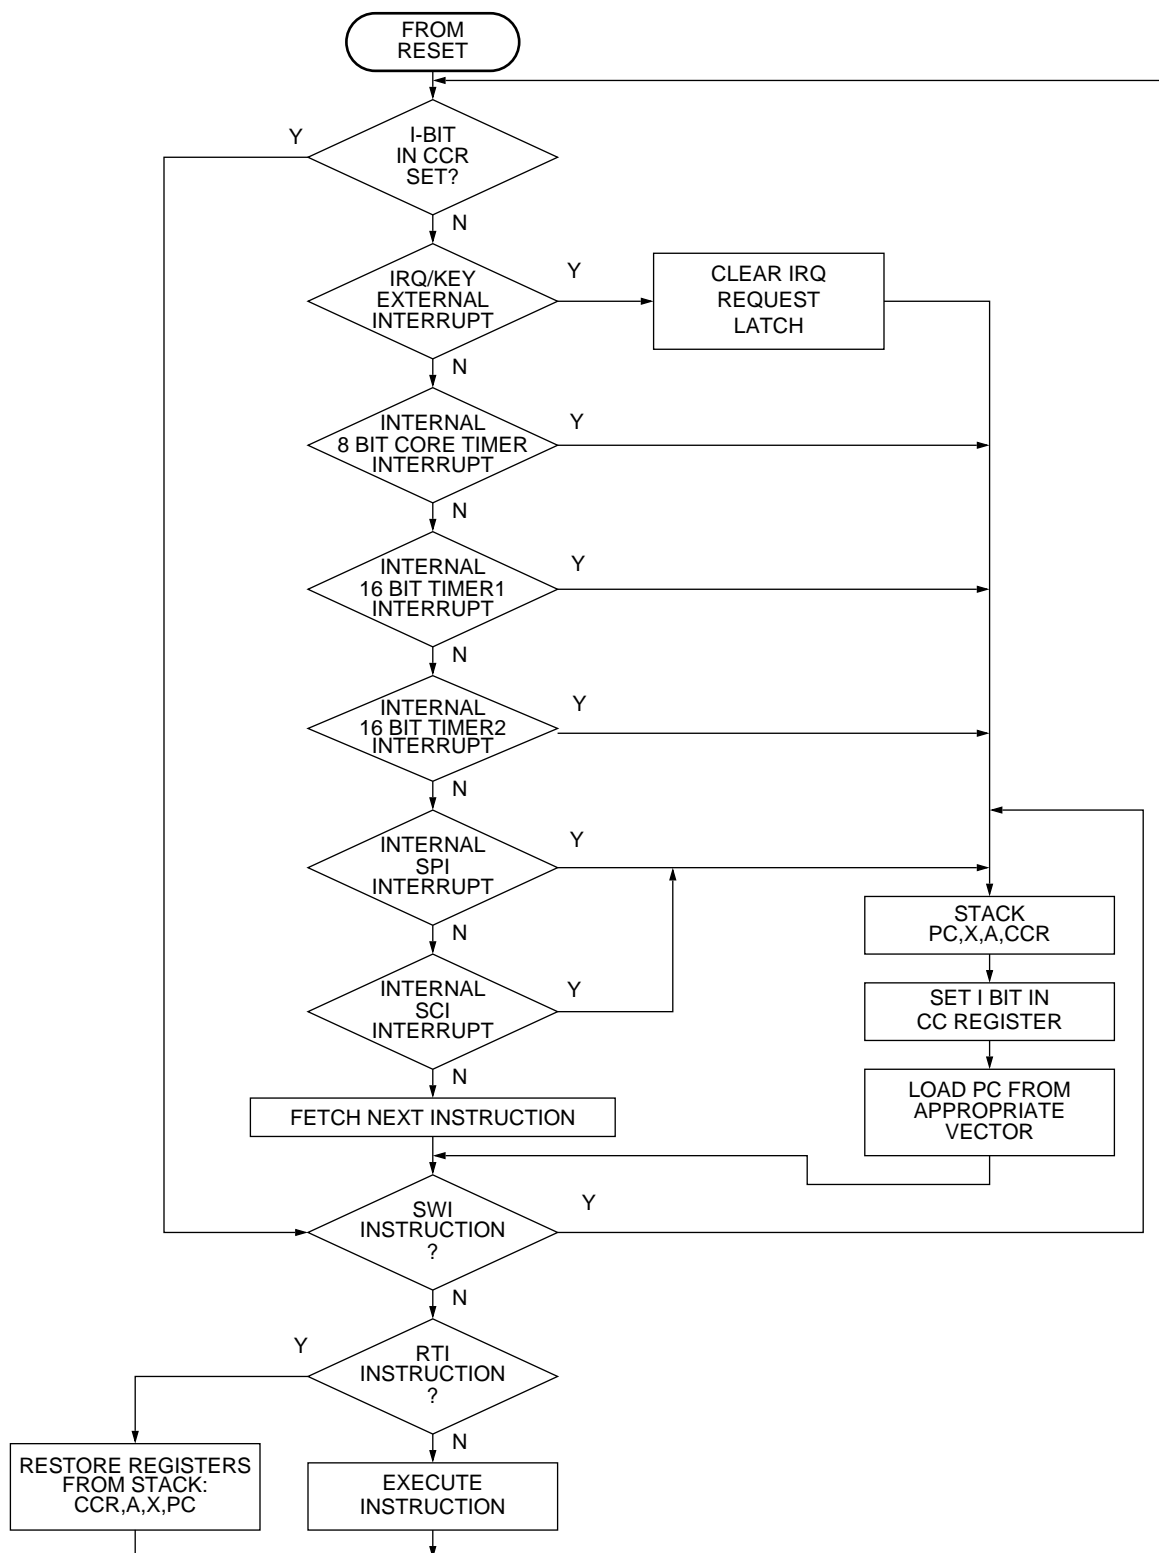 FROM
RESET
Y
I-BIT
IN CCR
SET?
N
IRQ/KEY
EXTERNAL
INTERRUPT
Y
CLEAR IRQ
REQUEST
LATCH
N
INTERNAL
8 BIT CORE TIMER
INTERRUPT
Y
N
INTERNAL
16 BIT TIMER1
INTERRUPT
Y
N
INTERNAL
16 BIT TIMER2
INTERRUPT
Y
N
INTERNAL
SPI
INTERRUPT
Y
N
STACK
PC,X,A,CCR
INTERNAL
SCI
INTERRUPT
Y
SET I BIT IN
CC REGISTER
N
LOAD PC FROM
APPROPRIATE
VECTOR
FETCH NEXT INSTRUCTION
SWI
INSTRUCTION
?
Y
N
Y
RTI
INSTRUCTION
?
N
RESTORE REGISTERS
FROM STACK:
CCR,A,X,PC
EXECUTE
INSTRUCTION